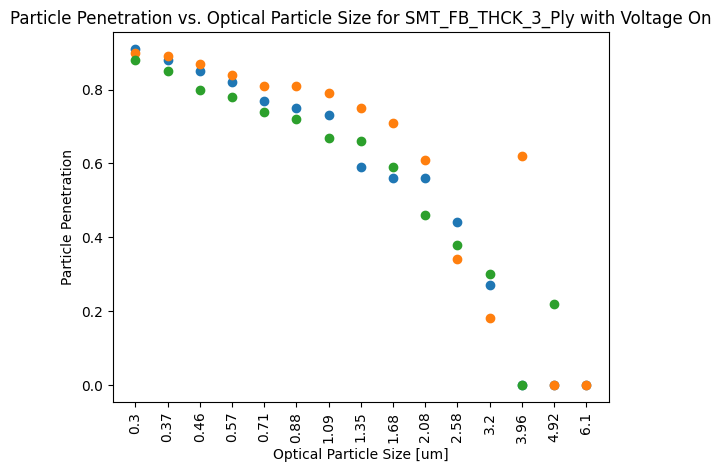 Particle Penetration vs. Optical Particle Size for SMT_FB_THCK_3_Ply with Voltage On
Particle Penetration
0.8
0.6
0.4
0.2
0.0
0.3 0.37 0.46 0.57 0.71 0.88 1.09 1.35 1.68 2.08 2.58 3.2 3.96 4.92 6.1
Optical Particle Size [um]